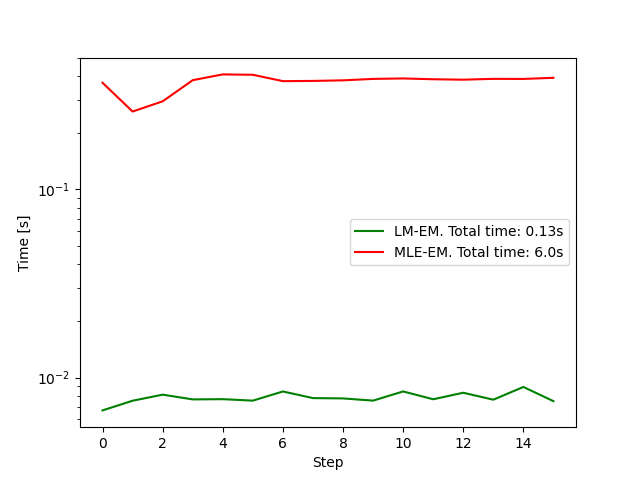 Time [s]
10⁻¹
10⁻²
LM-EM. Total time: 0.13s
MLE-EM. Total time: 6.0s
0 2 4 6 8 10 12 14
Step